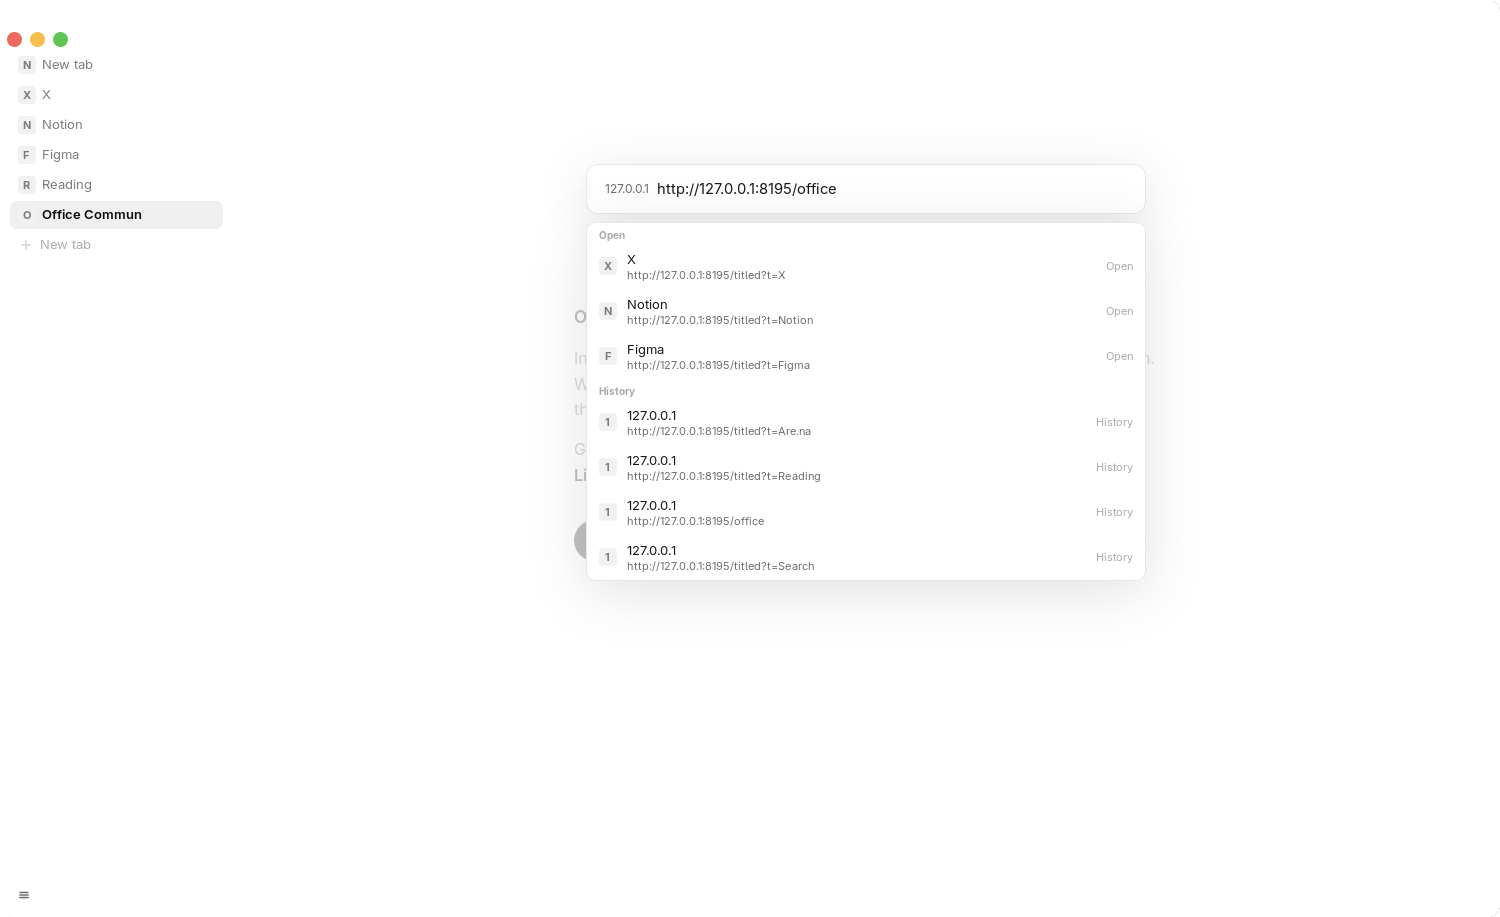 N New tab
X X
N Notion
F Figma
R Reading
O Office Commun
+ New tab
127.0.0.1 http://127.0.0.1:8195/office
Open
X X Open
http://127.0.0.1:8195/titled?t=X
N Notion Open
http://127.0.0.1:8195/titled?t=Notion
F Figma Open
http://127.0.0.1:8195/titled?t=Figma
History
1 127.0.0.1 History
http://127.0.0.1:8195/titled?t=Are.na
1 127.0.0.1 History
http://127.0.0.1:8195/titled?t=Reading
1 127.0.0.1 History
http://127.0.0.1:8195/office
1 127.0.0.1 History
http://127.0.0.1:8195/titled?t=Search